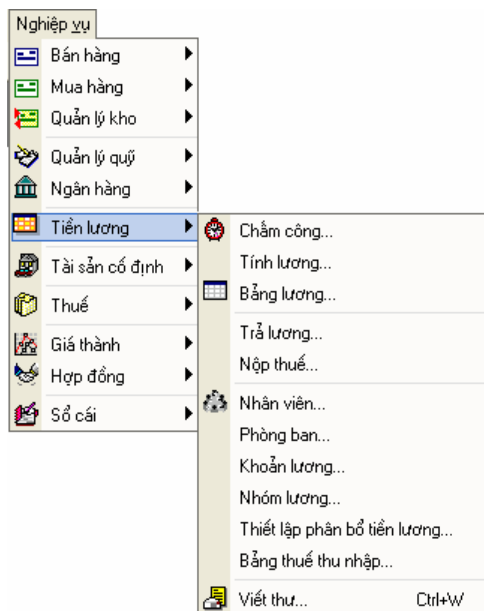 Nghiệp vụ
Bán hàng
Mua hàng
Quản lý kho
Quản lý quỹ
Ngân hàng
Tiền lương
Tài sản cố định
Thuế
Giá thành
Hợp đồng
Sổ cái
Chấm công...
Tính lương...
Bảng lương...
Trả lương...
Nộp thuế...
Nhân viên...
Phòng ban...
Khoản lương...
Nhóm lương...
Thiết lập phân bổ tiền lương...
Bảng thuế thu nhập...
Viết thư... Ctrl+W